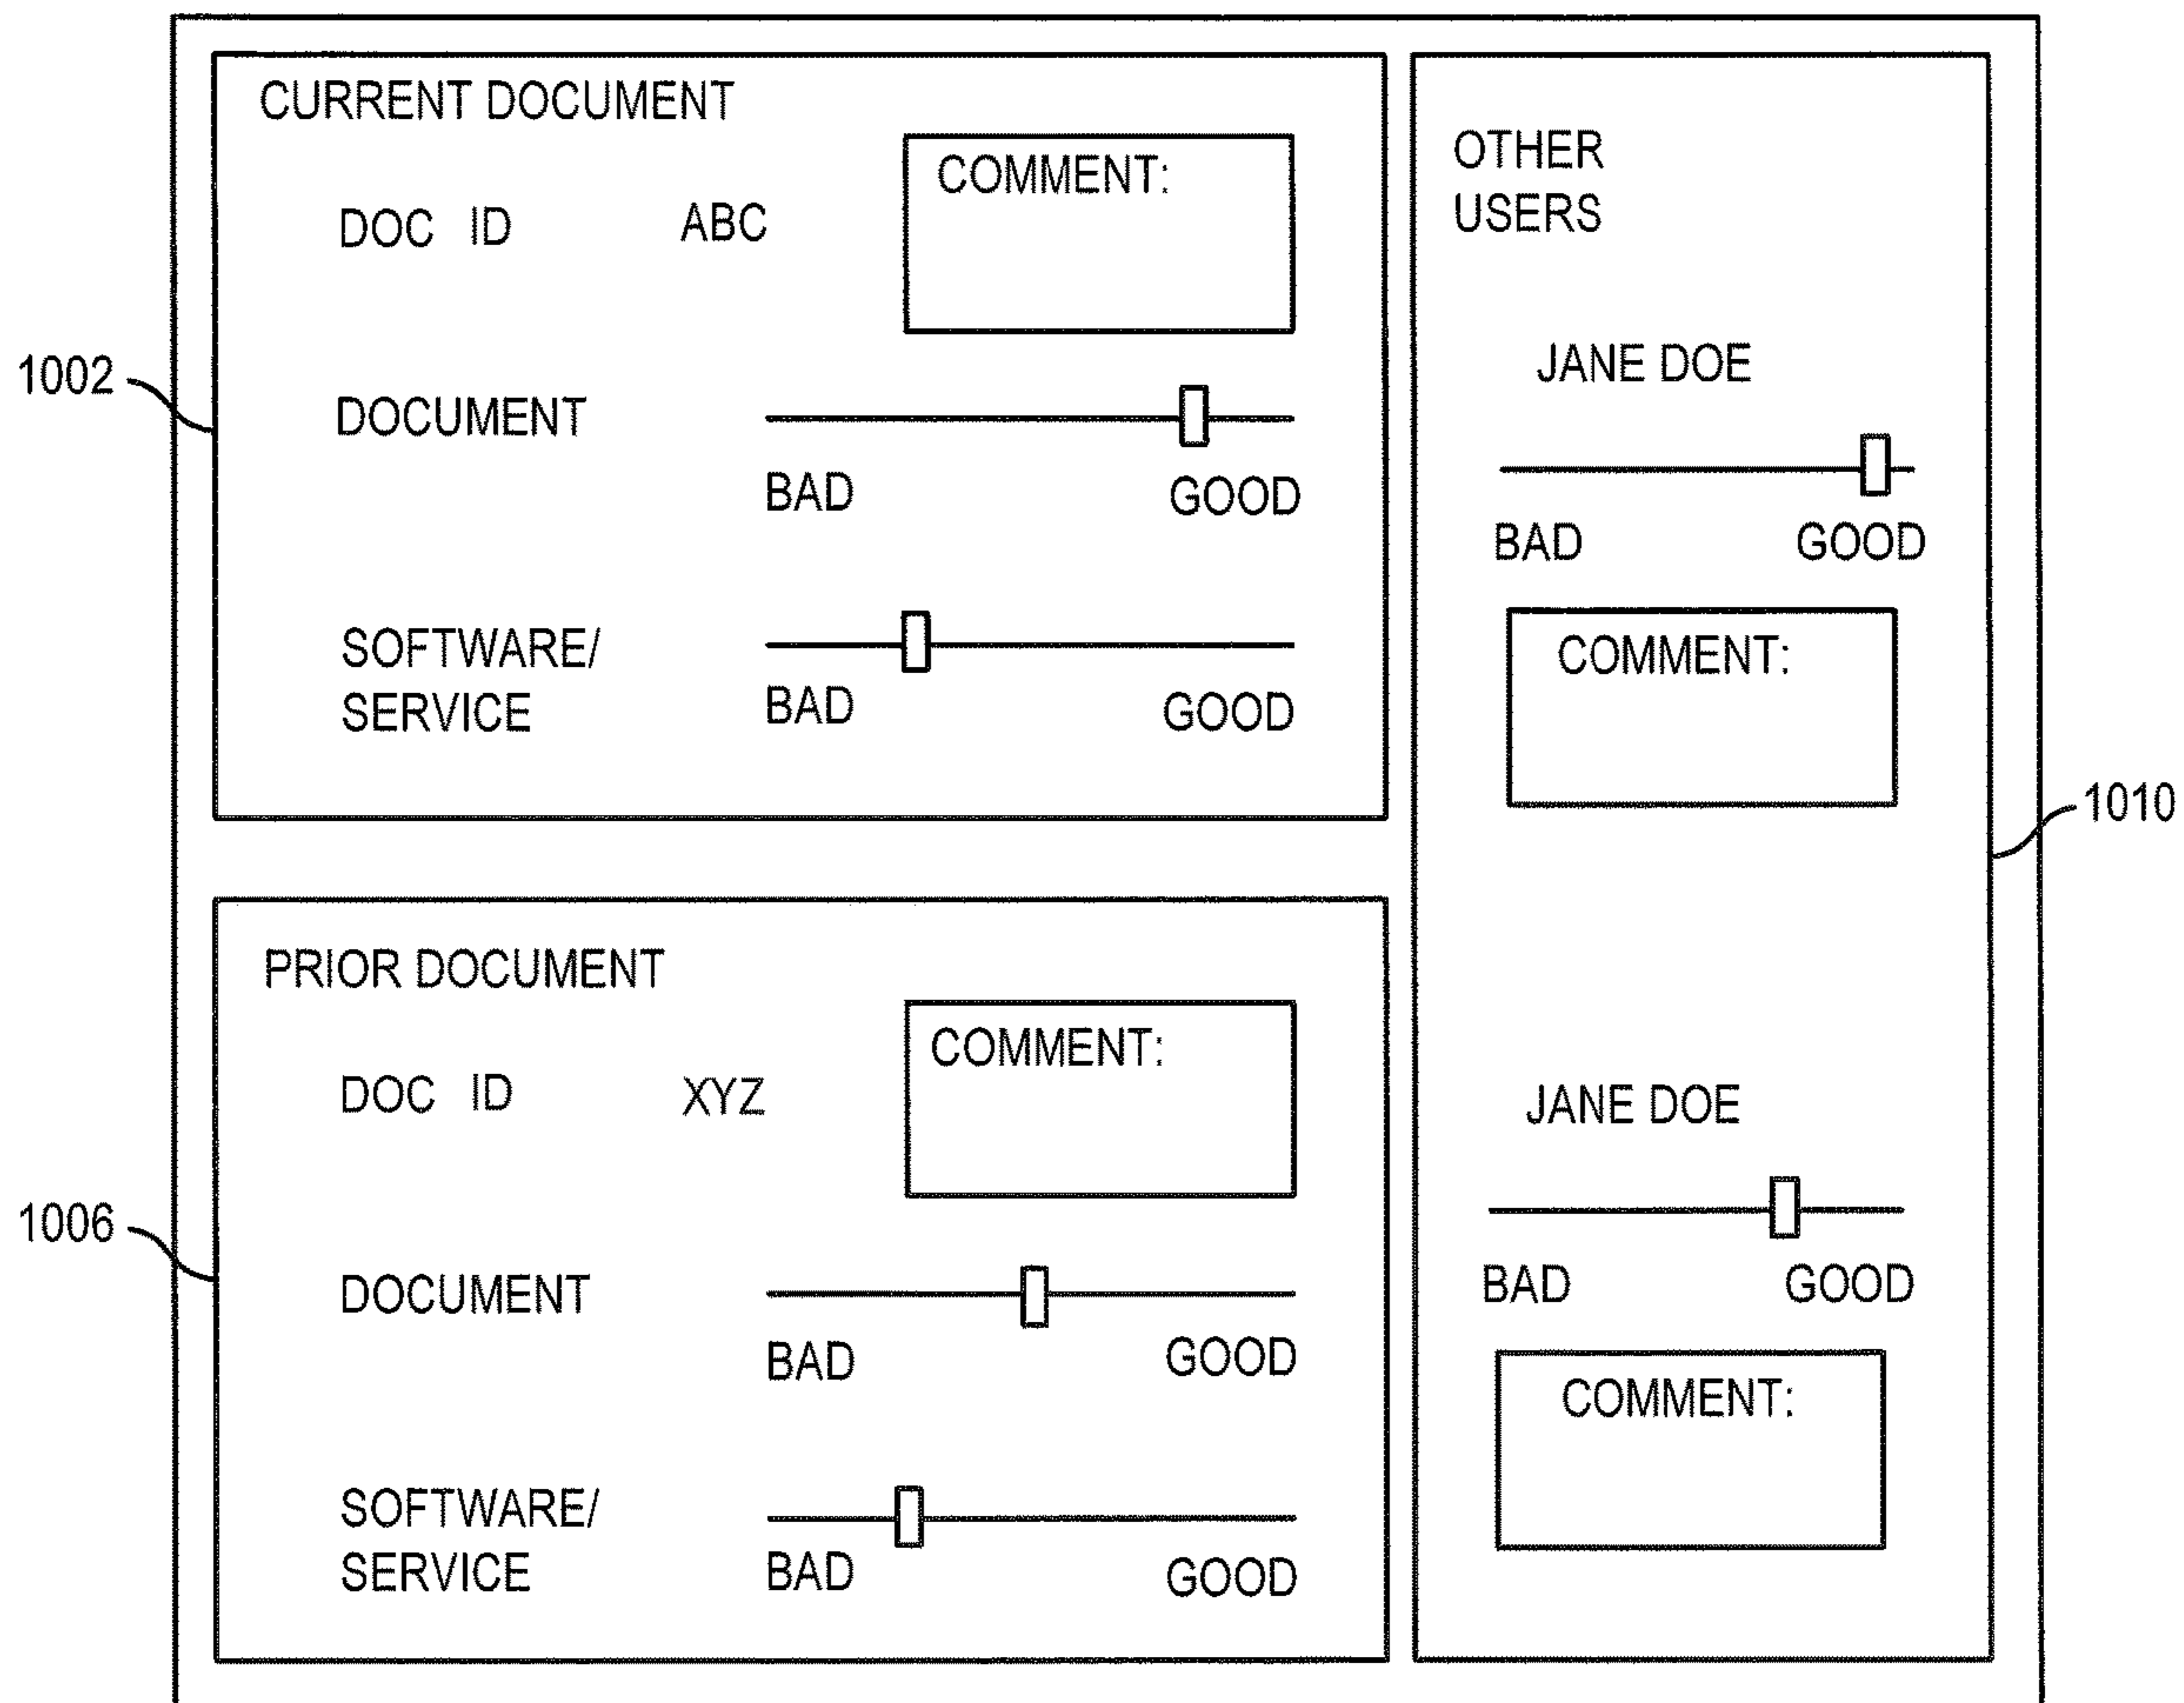 CURRENT DOCUMENT
COMMENT:
DOC ID ABC
1002
DOCUMENT
BAD GOOD
SOFTWARE/
SERVICE
BAD GOOD
PRIOR DOCUMENT
COMMENT:
DOC ID XYZ
1006
DOCUMENT
BAD GOOD
SOFTWARE/
SERVICE
BAD GOOD
OTHER
USERS
JANE DOE
BAD GOOD
COMMENT:
1010
JANE DOE
BAD GOOD
COMMENT: